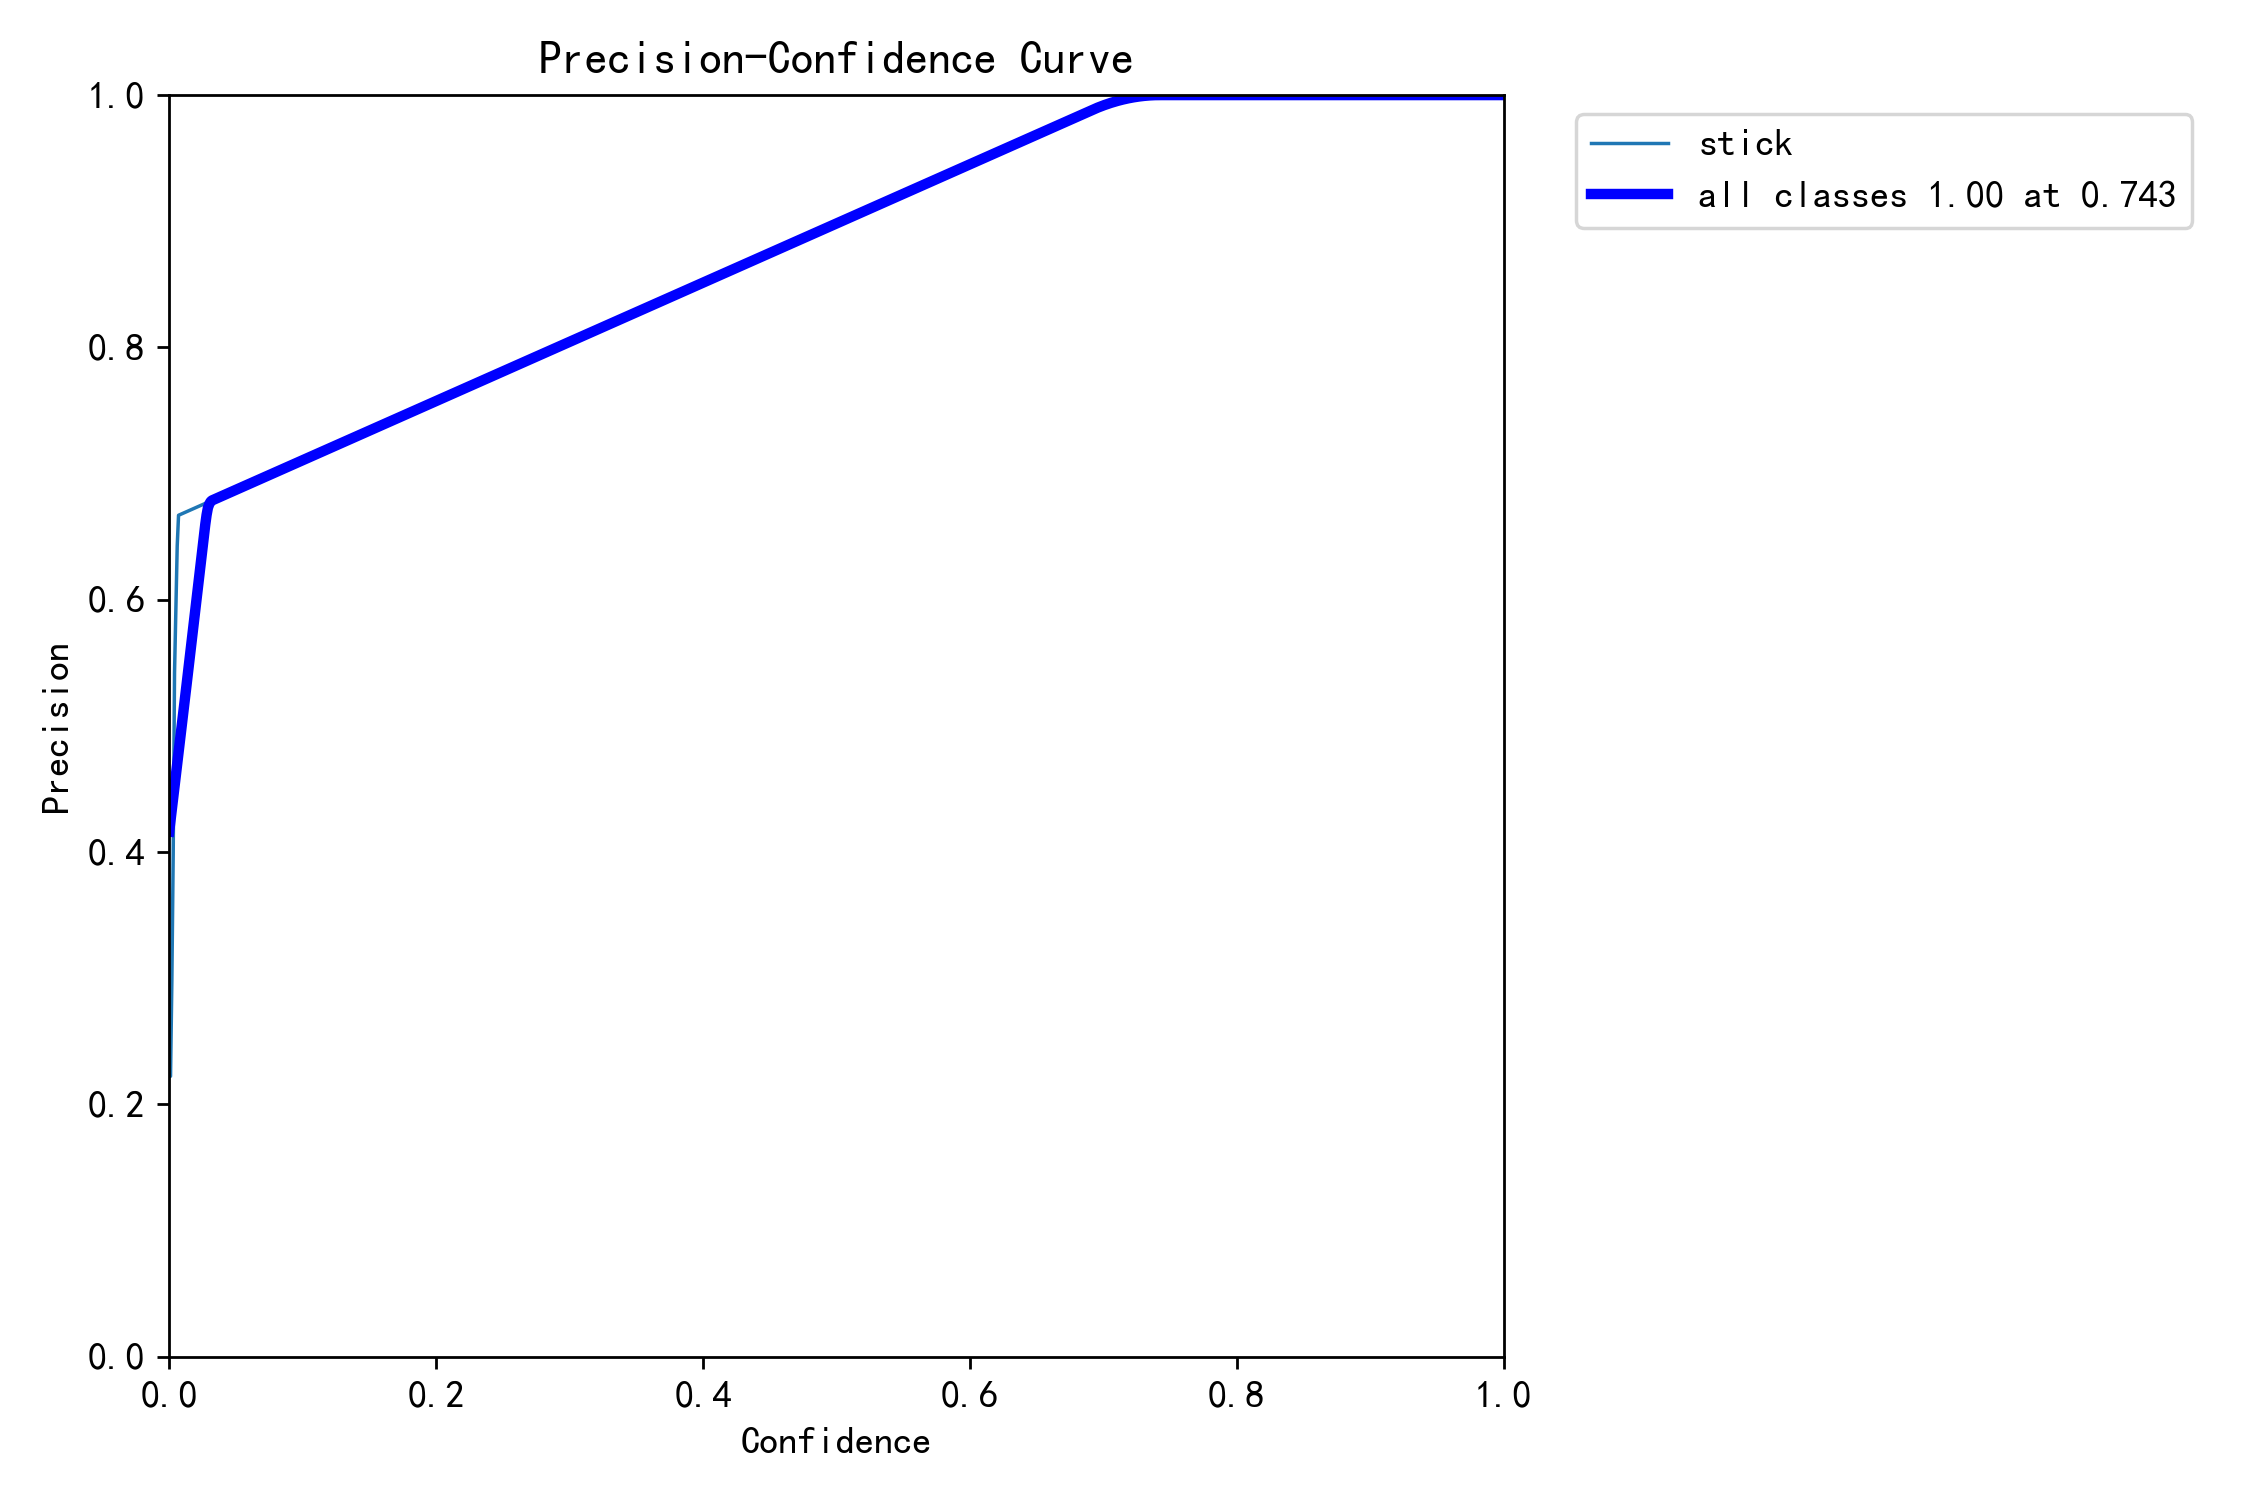 Precision-Confidence Curve
1.0
0.8
0.6
0.4
0.2
0.0
Precision
0.0 0.2 0.4 0.6 0.8 1.0
Confidence
stick
all classes 1.00 at 0.743